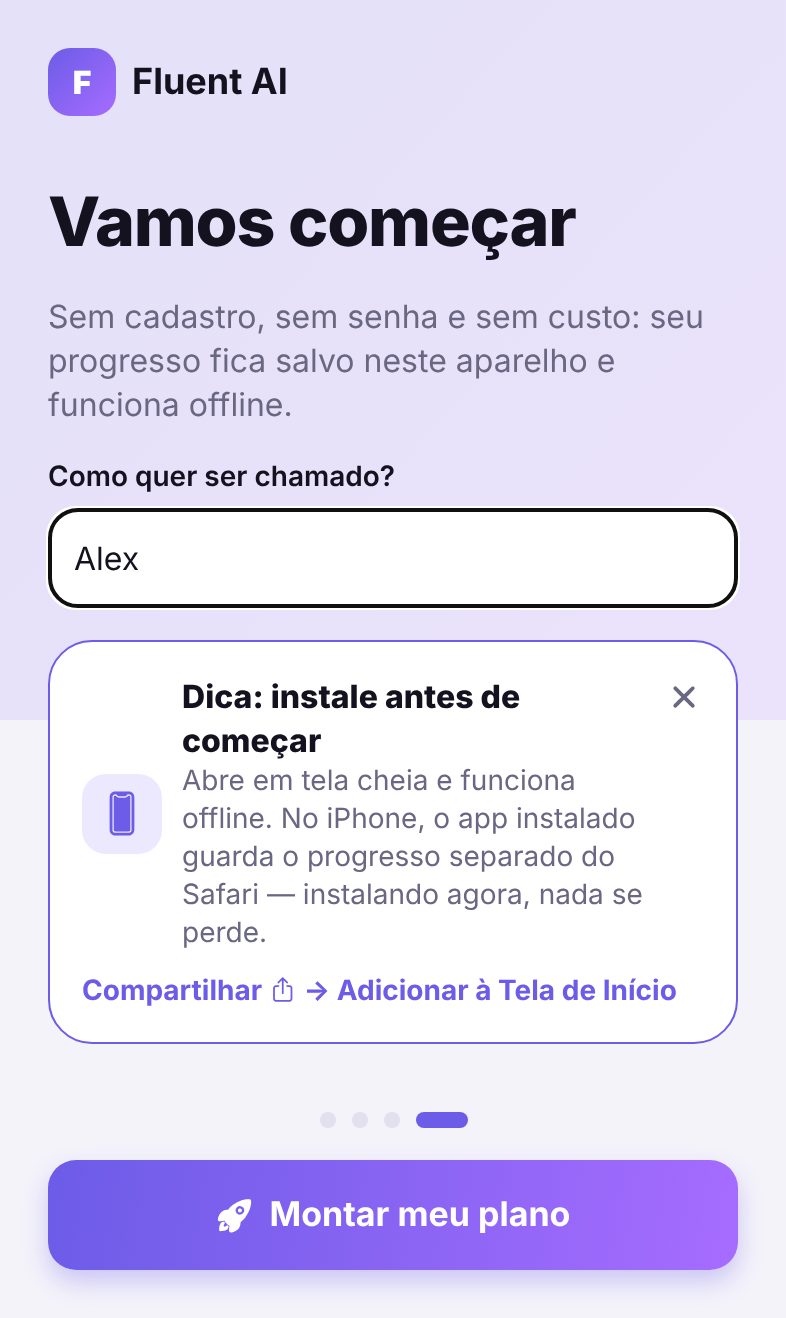 F
Fluent AI
Vamos começar
Sem cadastro, sem senha e sem custo: seu
progresso fica salvo neste aparelho e
funciona offline.
Como quer ser chamado?
Alex
Dica: instale antes de
começar
Abre em tela cheia e funciona
offline. No iPhone, o app instalado
guarda o progresso separado do
Safari — instalando agora, nada se
perde.
Compartilhar → Adicionar à Tela de Início
Montar meu plano